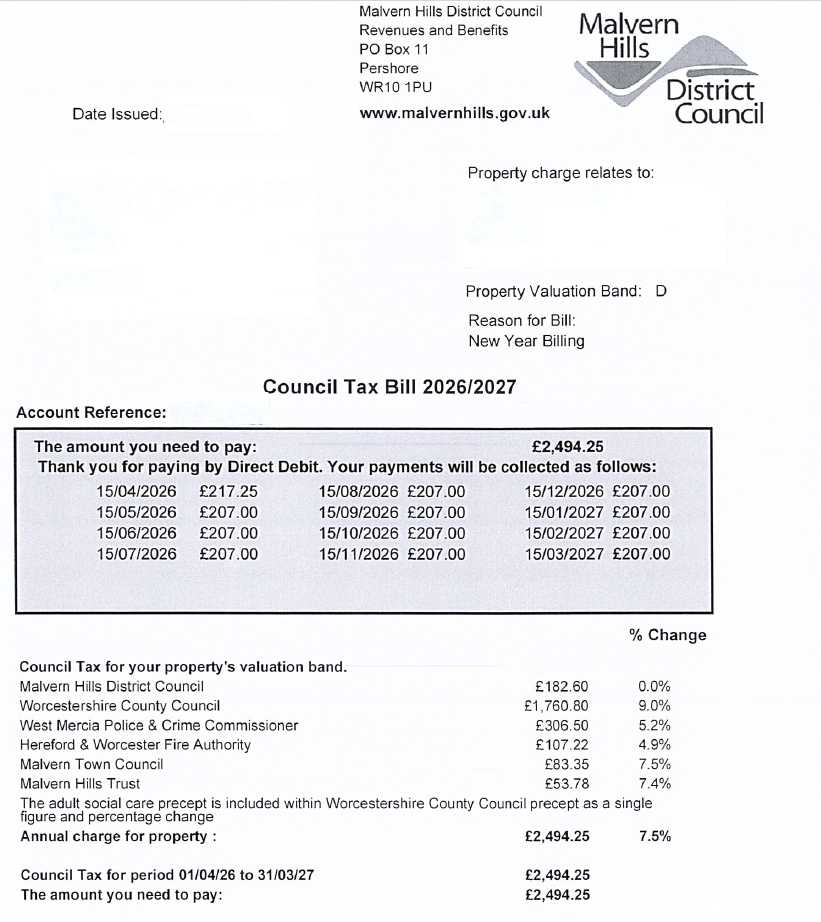 Malvern Hills District Council
Revenues and Benefits
PO Box 11
Pershore
WR10 1PU
www.malvernhills.gov.uk
Malvern
Hills
District
Council
Date Issued:
Property charge relates to:
Property Valuation Band: D
Reason for Bill:
New Year Billing
Council Tax Bill 2026/2027
Account Reference:
The amount you need to pay: £2,494.25
Thank you for paying by Direct Debit. Your payments will be collected as follows:
15/04/2026 £217.25 15/08/2026 £207.00 15/12/2026 £207.00
15/05/2026 £207.00 15/09/2026 £207.00 15/01/2027 £207.00
15/06/2026 £207.00 15/10/2026 £207.00 15/02/2027 £207.00
15/07/2026 £207.00 15/11/2026 £207.00 15/03/2027 £207.00
% Change
Council Tax for your property's valuation band.
Malvern Hills District Council £182.60 0.0%
Worcestershire County Council £1,760.80 9.0%
West Mercia Police & Crime Commissioner £306.50 5.2%
Hereford & Worcester Fire Authority £107.22 4.9%
Malvern Town Council £83.35 7.5%
Malvern Hills Trust £53.78 7.4%
The adult social care precept is included within Worcestershire County Council precept as a single
figure and percentage change
Annual charge for property : £2,494.25 7.5%
Council Tax for period 01/04/26 to 31/03/27 £2,494.25
The amount you need to pay: £2,494.25